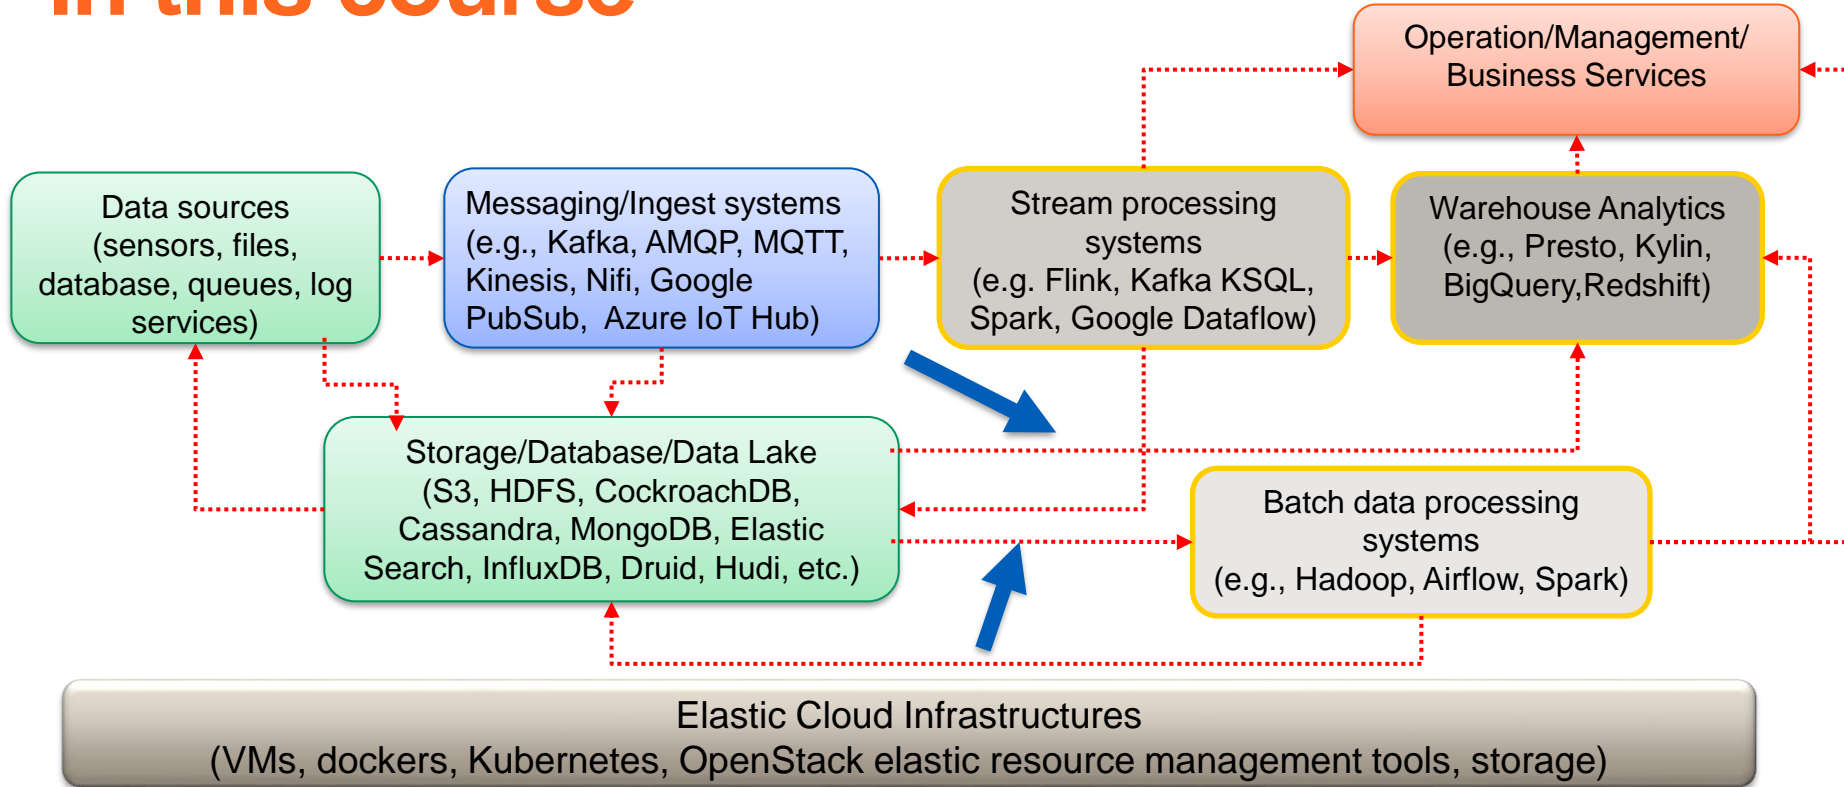 in this course
Operation/Management/
Business Services
Data sources
(sensors, files,
database, queues, log
services)
Messaging/Ingest systems
(e.g., Kafka, AMQP, MQTT,
Kinesis, Nifi, Google
PubSub, Azure IoT Hub)
Stream processing
systems
(e.g. Flink, Kafka KSQL,
Spark, Google Dataflow)
Warehouse Analytics
(e.g., Presto, Kylin,
BigQuery,Redshift)
Storage/Database/Data Lake
(S3, HDFS, CockroachDB,
Cassandra, MongoDB, Elastic
Search, InfluxDB, Druid, Hudi, etc.)
Batch data processing
systems
(e.g., Hadoop, Airflow, Spark)
Elastic Cloud Infrastructures
(VMs, dockers, Kubernetes, OpenStack elastic resource management tools, storage)